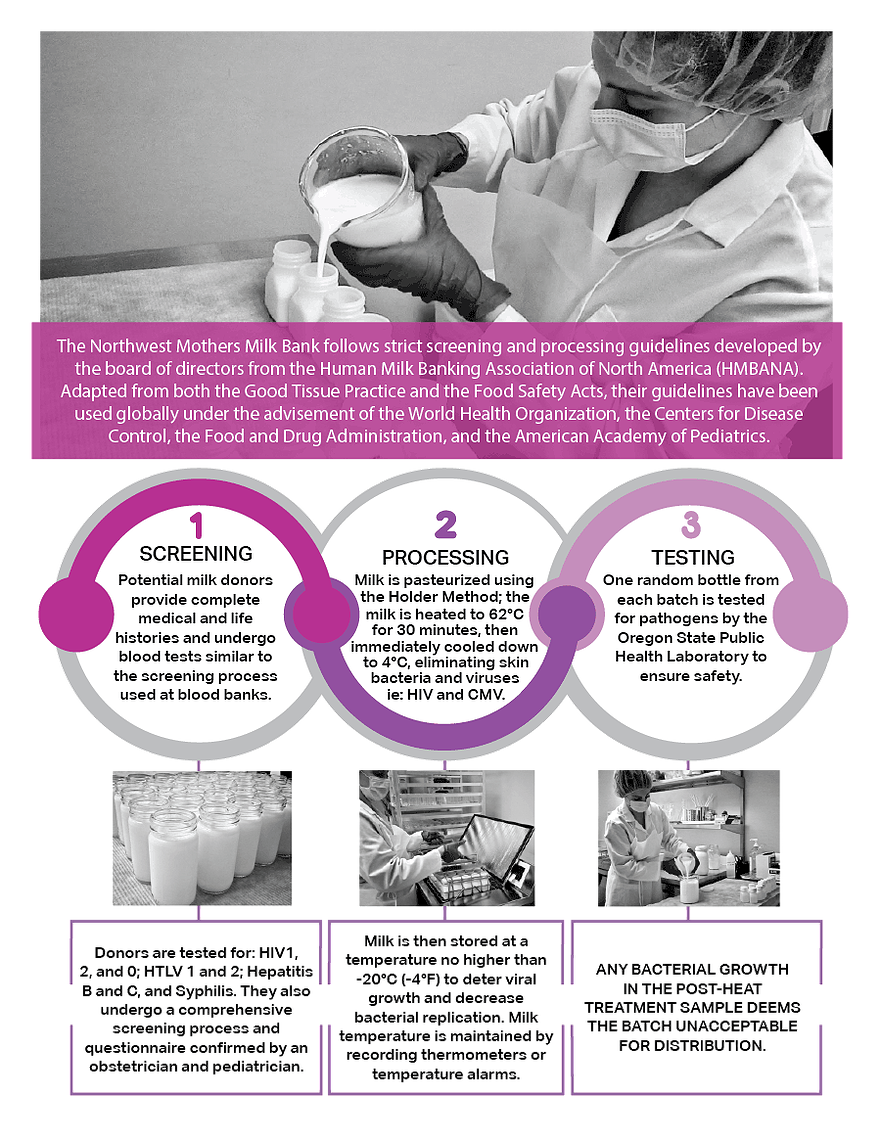 The Northwest Mothers Milk Bank follows strict screening and processing guidelines developed by
the board of directors from the Human Milk Banking Association of North America (HMBANA).
Adapted from both the Good Tissue Practice and the Food Safety Acts, their guidelines have been
used globally under the advisement of the World Health Organization, the Centers for Disease
Control, the Food and Drug Administration, and the American Academy of Pediatrics.
1
SCREENING
Potential milk donors
provide complete
medical and life
histories and undergo
blood tests similar to
the screening process
used at blood banks.
2
PROCESSING
Milk is pasteurized using
the Holder Method; the
milk is heated to 62°C
for 30 minutes, then
immediately cooled down
to 4°C, eliminating skin
bacteria and viruses
ie: HIV and CMV.
3
TESTING
One random bottle from
each batch is tested
for pathogens by the
Oregon State Public
Health Laboratory to
ensure safety.
Donors are tested for: HIV1,
2, and 0; HTLV 1 and 2; Hepatitis
B and C, and Syphilis. They also
undergo a comprehensive
screening process and
questionnaire confirmed by an
obstetrician and pediatrician.
Milk is then stored at a
temperature no higher than
-20°C (-4°F) to deter viral
growth and decrease
bacterial replication. Milk
temperature is maintained by
recording thermometers or
temperature alarms.
ANY BACTERIAL GROWTH
IN THE POST-HEAT
TREATMENT SAMPLE DEEMS
THE BATCH UNACCEPTABLE
FOR DISTRIBUTION.